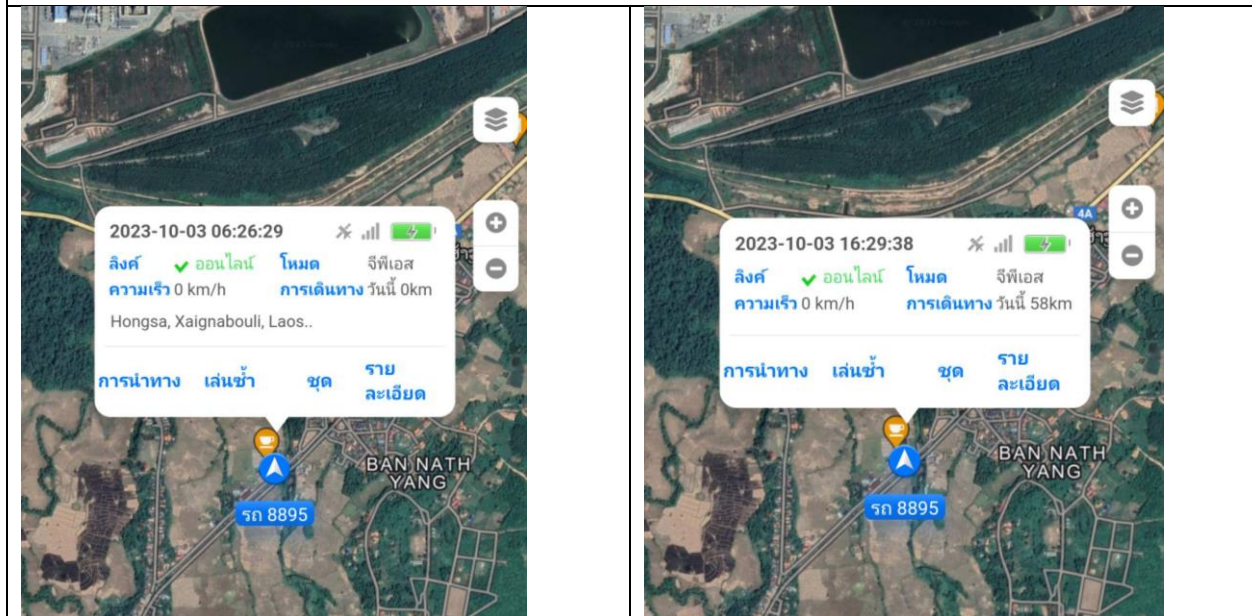 2023-10-03 06:26:29
ลิงค์ ออนไลน์ โหมด จีพีเอส
ความเร็ว 0 km/h การเดินทาง วันนี้ 0km
Hongsa, Xaignabouli, Laos..
การนำทาง เล่นซ้ำ ชุด ราย
ละเอียด
BAN NATH
YANG
รถ 8895
4A
2023-10-03 16:29:38
ลิงค์ ออนไลน์ โหมด จีพีเอส
ความเร็ว 0 km/h การเดินทาง วันนี้ 58km
การนำทาง เล่นซ้ำ ชุด ราย
ละเอียด
BAN NATH
YANG
รถ 8895